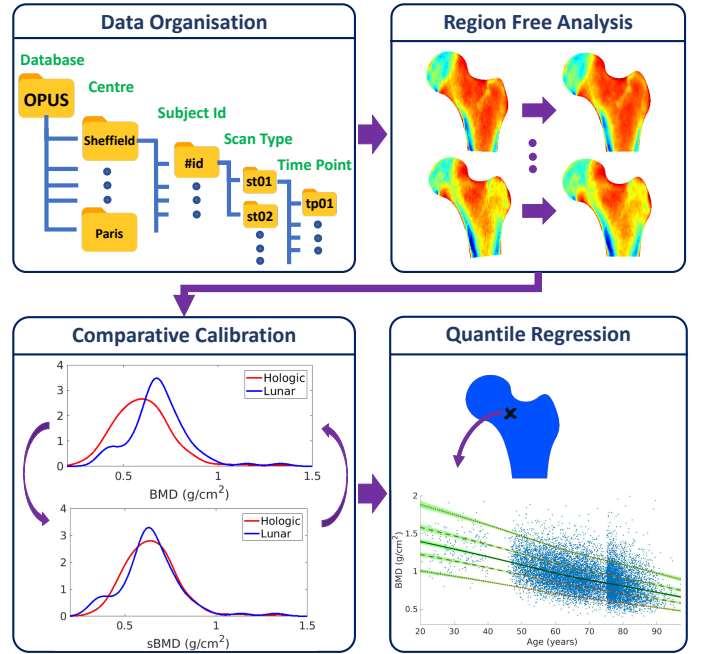 Data Organisation
Database
OPUS
Centre
Sheffield
Paris
Subject Id
#id
Scan Type
st01
st02
Time Point
tp01
Region Free Analysis
Comparative Calibration
4
3
2
1
0
0.5
1
1.5
Hologic
Lunar
BMD (g/cm²)
4
3
2
1
0
0.5
1
1.5
Hologic
Lunar
sBMD (g/cm²)
Quantile Regression
2
1.5
1
0.5
BMD (g/cm²)
20
30
40
50
60
70
80
90
Age (years)